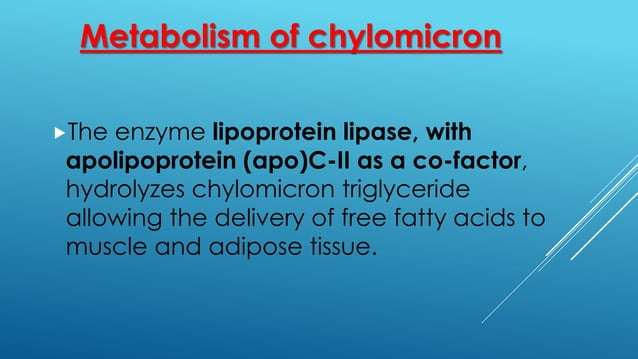 Metabolism of chylomicron
The enzyme lipoprotein lipase, with
apolipoprotein (apo)C-II as a co-factor,
hydrolyzes chylomicron triglyceride
allowing the delivery of free fatty acids to
muscle and adipose tissue.